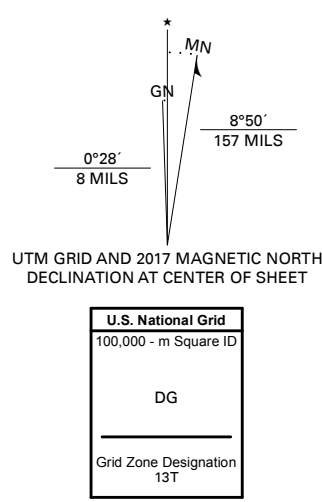 ★
MN
GN
8°50´
157 MILS
0°28´
8 MILS
UTM GRID AND 2017 MAGNETIC NORTH
DECLINATION AT CENTER OF SHEET
U.S. National Grid
100,000 - m Square ID
DG
Grid Zone Designation
13T